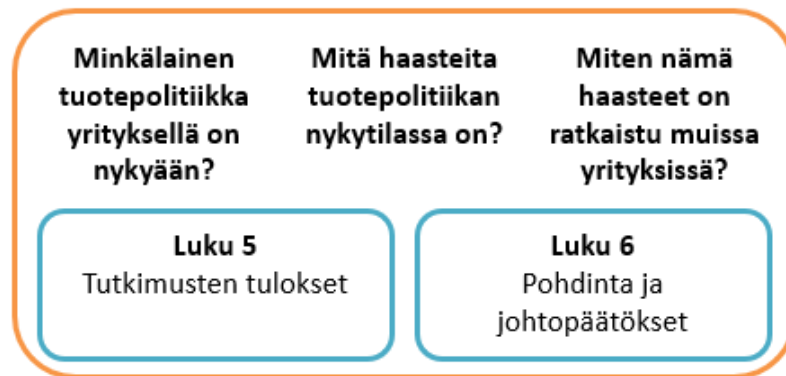 Minkälainen
tuotepolitiikka
yrityksellä on
nykyään?
Mitä haasteita
tuotepolitiikan
nykytilassa on?
Miten nämä
haasteet on
ratkaistu muissa
yrityksissä?
Luku 5
Tutkimusten tulokset
Luku 6
Pohdinta ja
johtopäätökset